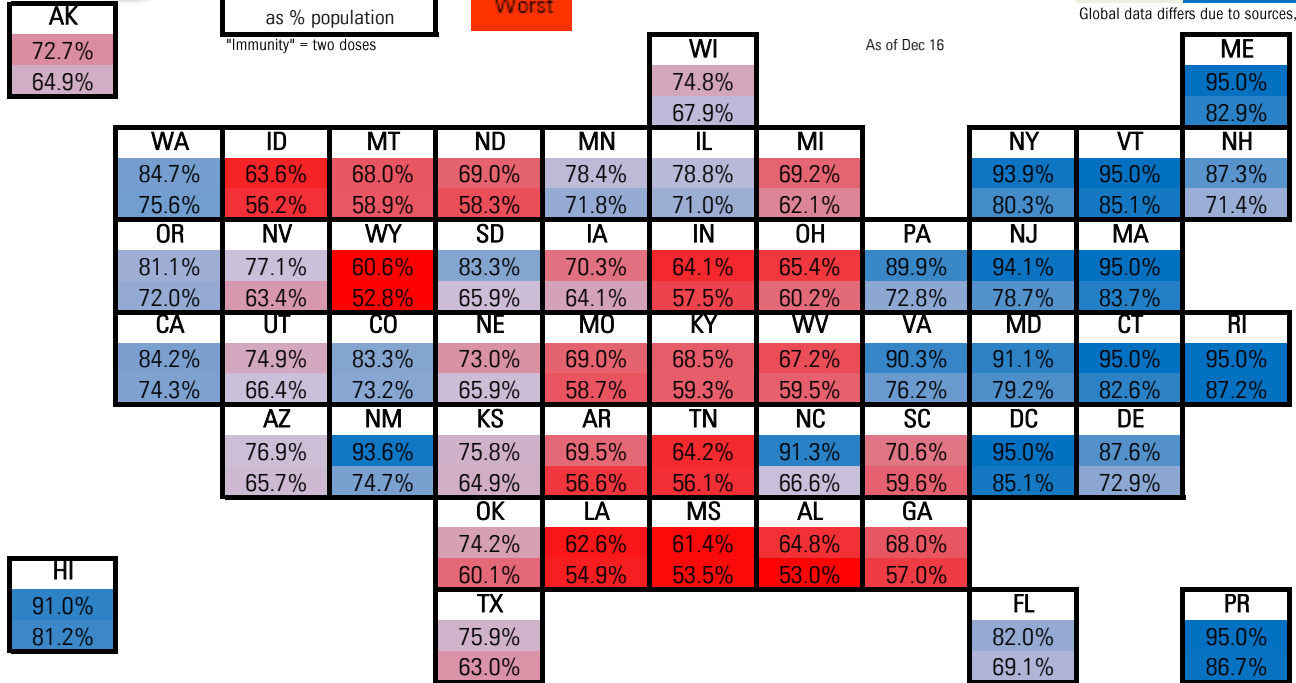 AK
as % population
Worst
Global data differs due to sources,
72.7%
"Immunity" = two doses
WI
As of Dec 16
ME
64.9%
74.8%
95.0%
67.9%
82.9%
WA ID MT ND MN IL MI NY VT NH
84.7% 63.6% 68.0% 69.0% 78.4% 78.8% 69.2% 93.9% 95.0% 87.3%
75.6% 56.2% 58.9% 58.3% 71.8% 71.0% 62.1% 80.3% 85.1% 71.4%
OR NV WY SD IA IN OH PA NJ MA
81.1% 77.1% 60.6% 83.3% 70.3% 64.1% 65.4% 89.9% 94.1% 95.0%
72.0% 63.4% 52.8% 65.9% 64.1% 57.5% 60.2% 72.8% 78.7% 83.7%
CA UT CO NE MO KY WV VA MD CT RI
84.2% 74.9% 83.3% 73.0% 69.0% 68.5% 67.2% 90.3% 91.1% 95.0% 95.0%
74.3% 66.4% 73.2% 65.9% 58.7% 59.3% 59.5% 76.2% 79.2% 82.6% 87.2%
AZ NM KS AR TN NC SC DC DE
76.9% 93.6% 75.8% 69.5% 64.2% 91.3% 70.6% 95.0% 87.6%
65.7% 74.7% 64.9% 56.6% 56.1% 66.6% 59.6% 85.1% 72.9%
OK LA MS AL GA
74.2% 62.6% 61.4% 64.8% 68.0%
HI 60.1% 54.9% 53.5% 53.0% 57.0%
91.0% TX FL PR
81.2% 75.9% 82.0% 95.0%
63.0% 69.1% 86.7%